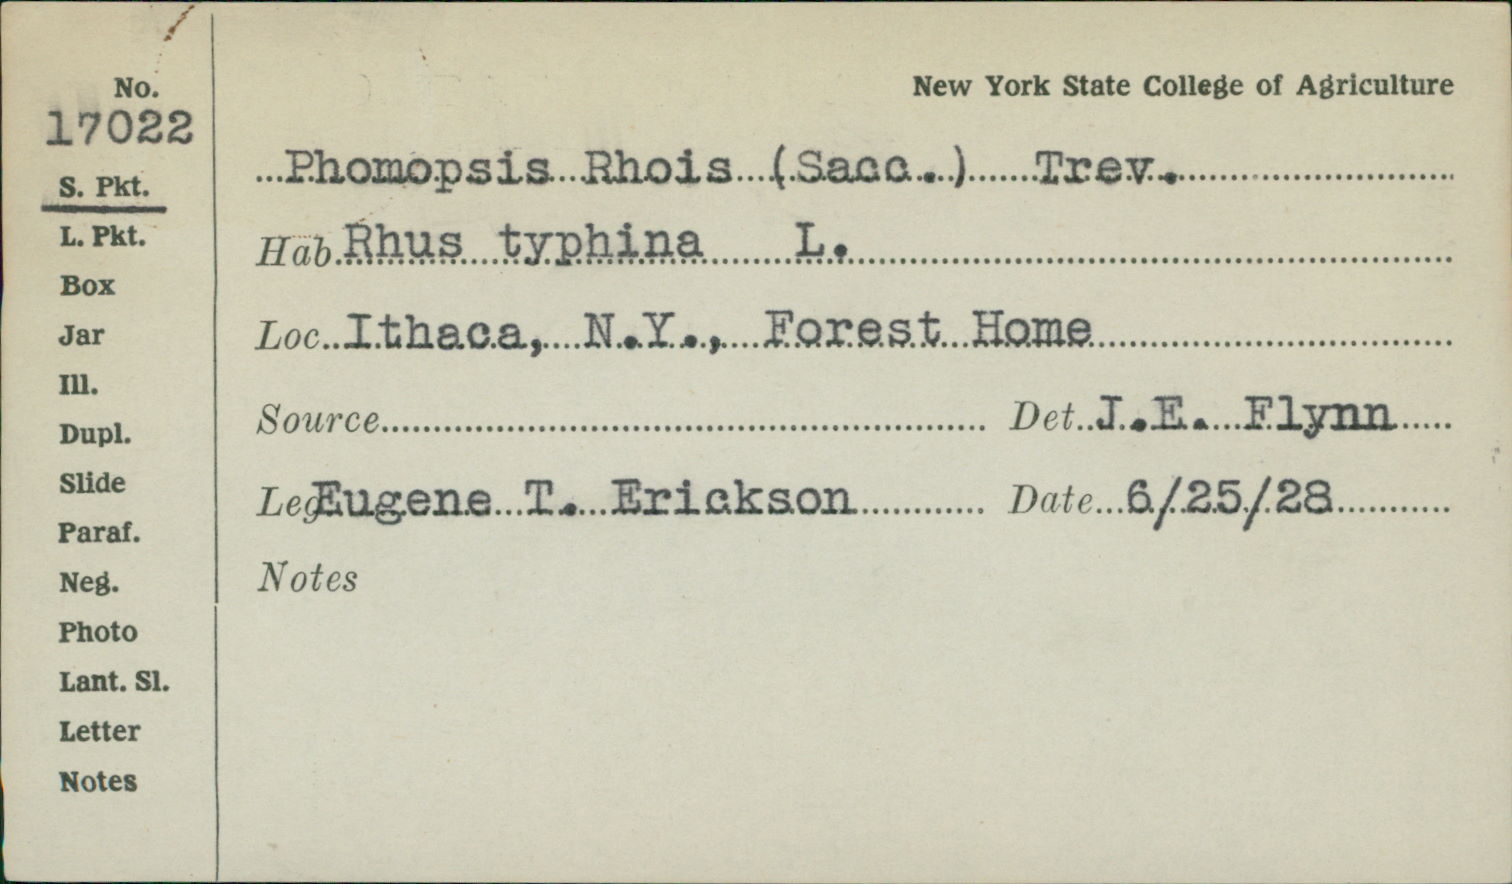 No.
17022
S. Pkt.
L. Pkt.
Box
Jar
Ill.
Dupl.
Slide
Paraf.
Neg.
Photo
Lant. Sl.
Letter
Notes
New York State College of Agriculture
Phomopsis Rhois (Sacc.) Trev.
Hab. Rhus typhina L.
Loc. Ithaca, N.Y., Forest Home
Source Det. J.E. Flynn
Leg Eugene T. Erickson Date 6/25/28
Notes